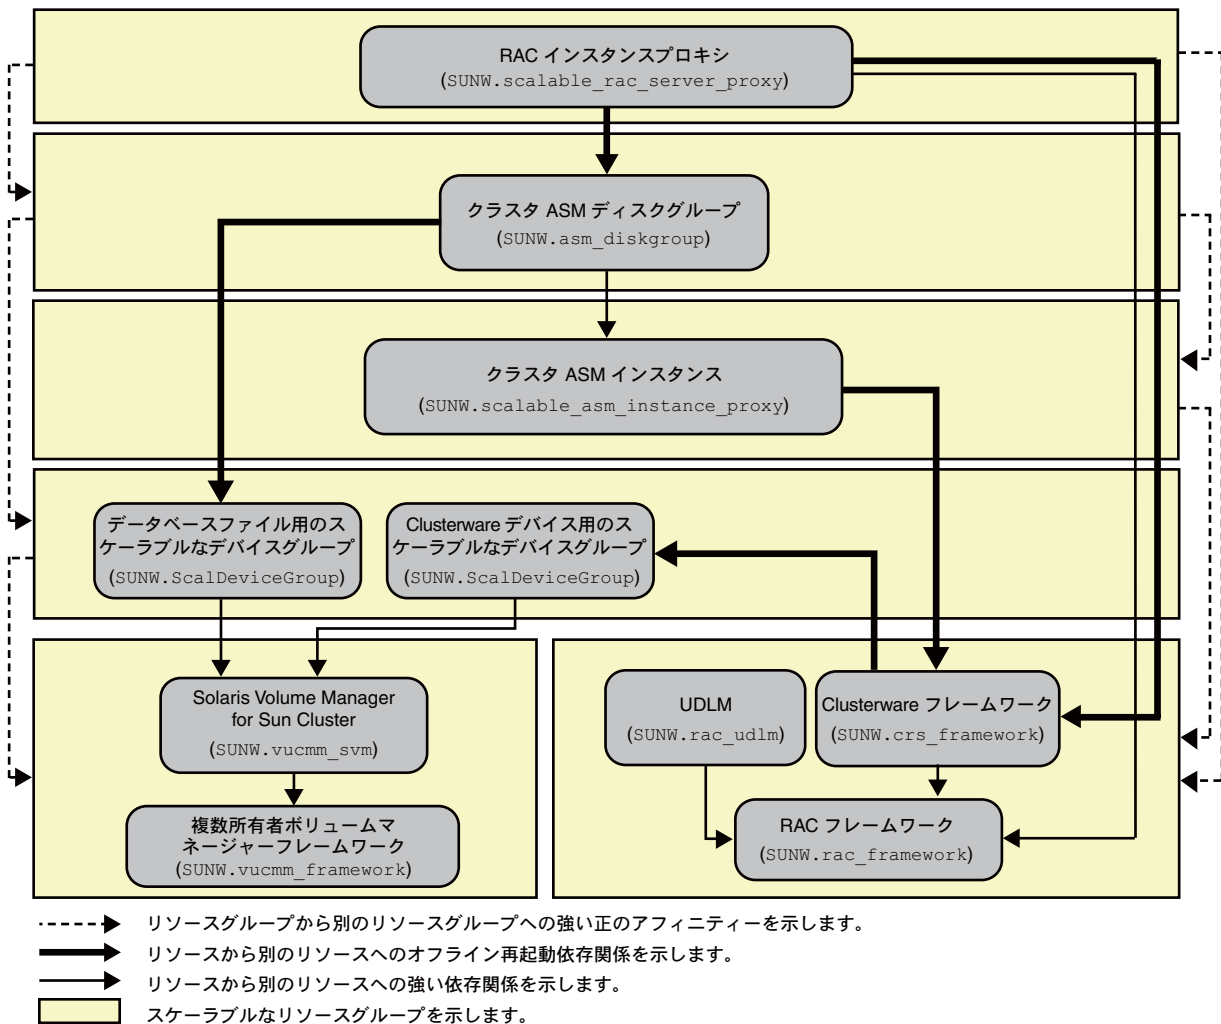 RAC インスタンスプロキシ
(SUNW.scalable_rac_server_proxy)
クラスタ ASM ディスクグループ
(SUNW.asm_diskgroup)
クラスタ ASM インスタンス
(SUNW.scalable_asm_instance_proxy)
データベースファイル用のス
ケーラブルなデバイスグループ
(SUNW.ScalDeviceGroup)
Clusterware デバイス用のス
ケーラブルなデバイスグループ
(SUNW.ScalDeviceGroup)
Solaris Volume Manager
for Sun Cluster
(SUNW.vucmm_svm)
UDLM
(SUNW.rac_udlm)
Clusterware フレームワーク
(SUNW.crs_framework)
複数所有者ボリュームマ
ネージャーフレームワーク
(SUNW.vucmm_framework)
RAC フレームワーク
(SUNW.rac_framework)
リソースグループから別のリソースグループへの強い正のアフィニティーを示します。
リソースから別のリソースへのオフライン再起動依存関係を示します。
リソースから別のリソースへの強い依存関係を示します。
スケーラブルなリソースグループを示します。